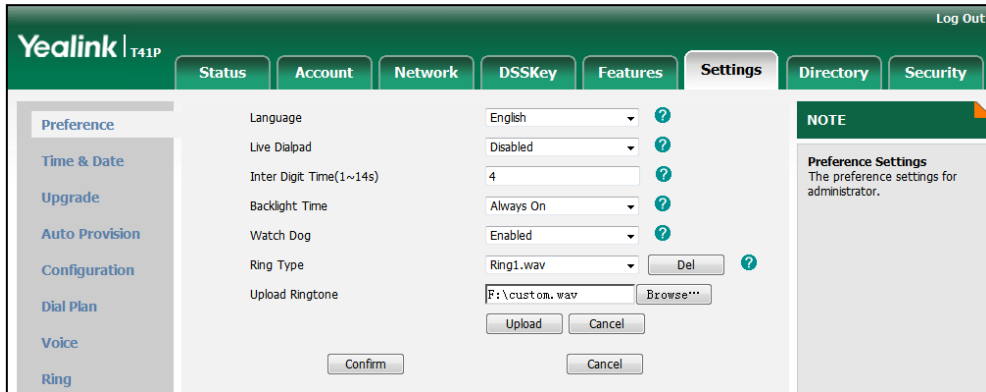 Log Out
Yealink | T41P
Status Account Network DSSKey Features Settings Directory Security
Preference
Time & Date
Upgrade
Auto Provision
Configuration
Dial Plan
Voice
Ring
Language English ?
Live Dialpad Disabled ?
Inter Digit Time(1~14s) 4 ?
Backlight Time Always On ?
Watch Dog Enabled ?
Ring Type Ring1.wav Del ?
Upload Ringtone F:\custom.wav Browse…
Upload Cancel
Confirm Cancel
NOTE
Preference Settings
The preference settings for
administrator.